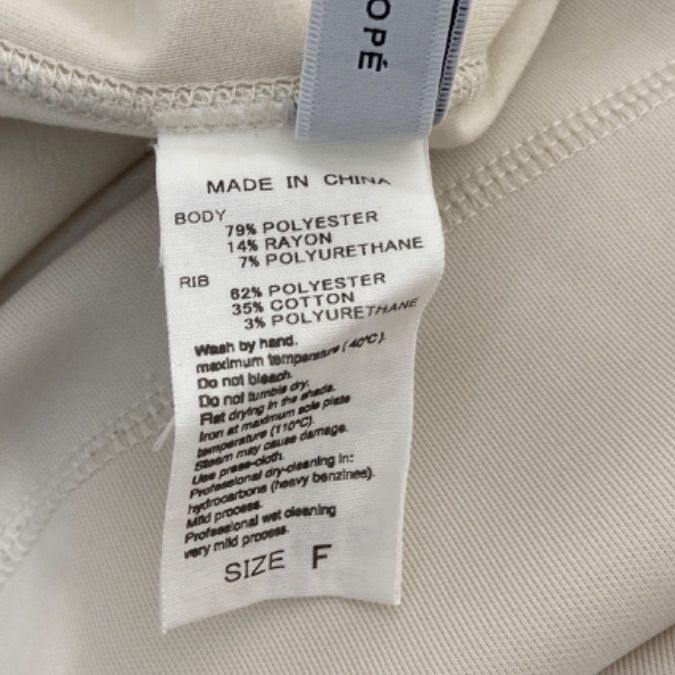 OPÉ
MADE IN CHINA
BODY
79% POLYESTER
14% RAYON
7% POLYURETHANE
RIB
62% POLYESTER
35% COTTON
3% POLYURETHANE
Wash by hand.
maximum temperature (40°C)
Do not bleach.
Do not tumble dry.
Flat drying in the shade.
Iron at maximum sole plate
temperature (110°C).
Steam may cause damage.
Use press-cloth.
Professional dry-cleaning in:
hydrocarbons (heavy benzines).
Mild process.
Professional wet cleaning
very mild process.
SIZE F